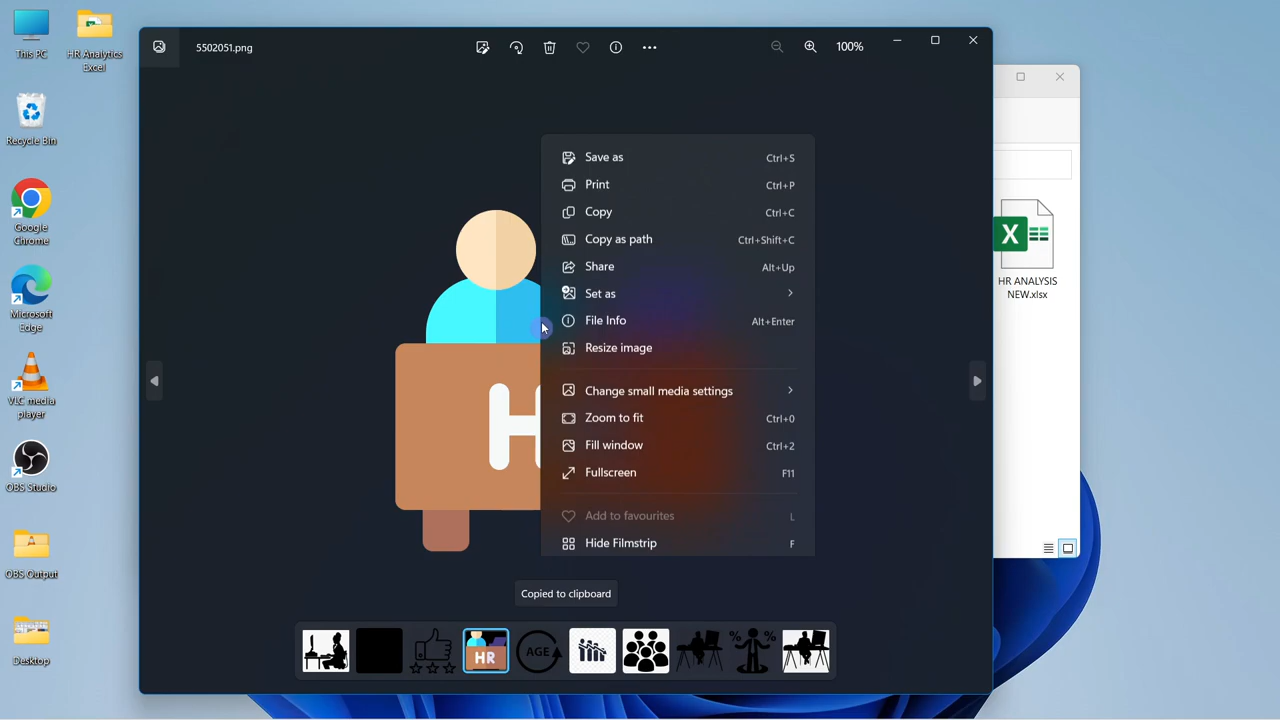 This PC
HR Analytics
Excel
Recycle Bin
Google
Chrome
Microsoft
Edge
VLC media
player
OBS Studio
OBS Output
Desktop
5502051.png
100%
Save as Ctrl+S
Print Ctrl+P
Copy Ctrl+C
Copy as path Ctrl+Shift+C
Share Alt+Up
Set as
File Info Alt+Enter
Resize image
Change small media settings
Zoom to fit Ctrl+0
Fill window Ctrl+2
Fullscreen F11
Add to favourites L
Hide Filmstrip F
H
Copied to clipboard
HR
AGE
% %
X
HR ANALYSIS
NEW.xlsx